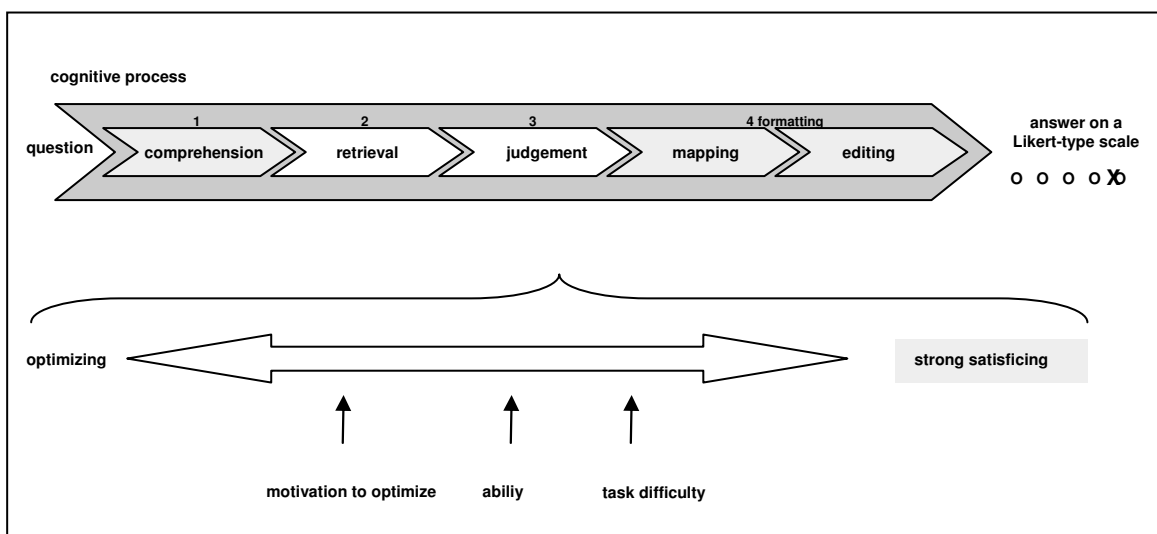 cognitive process
1 2 3 4 formatting
question comprehension retrieval judgement mapping editing
answer on a
Likert-type scale
o o o o X o
optimizing strong satisficing
motivation to optimize abiliy task difficulty